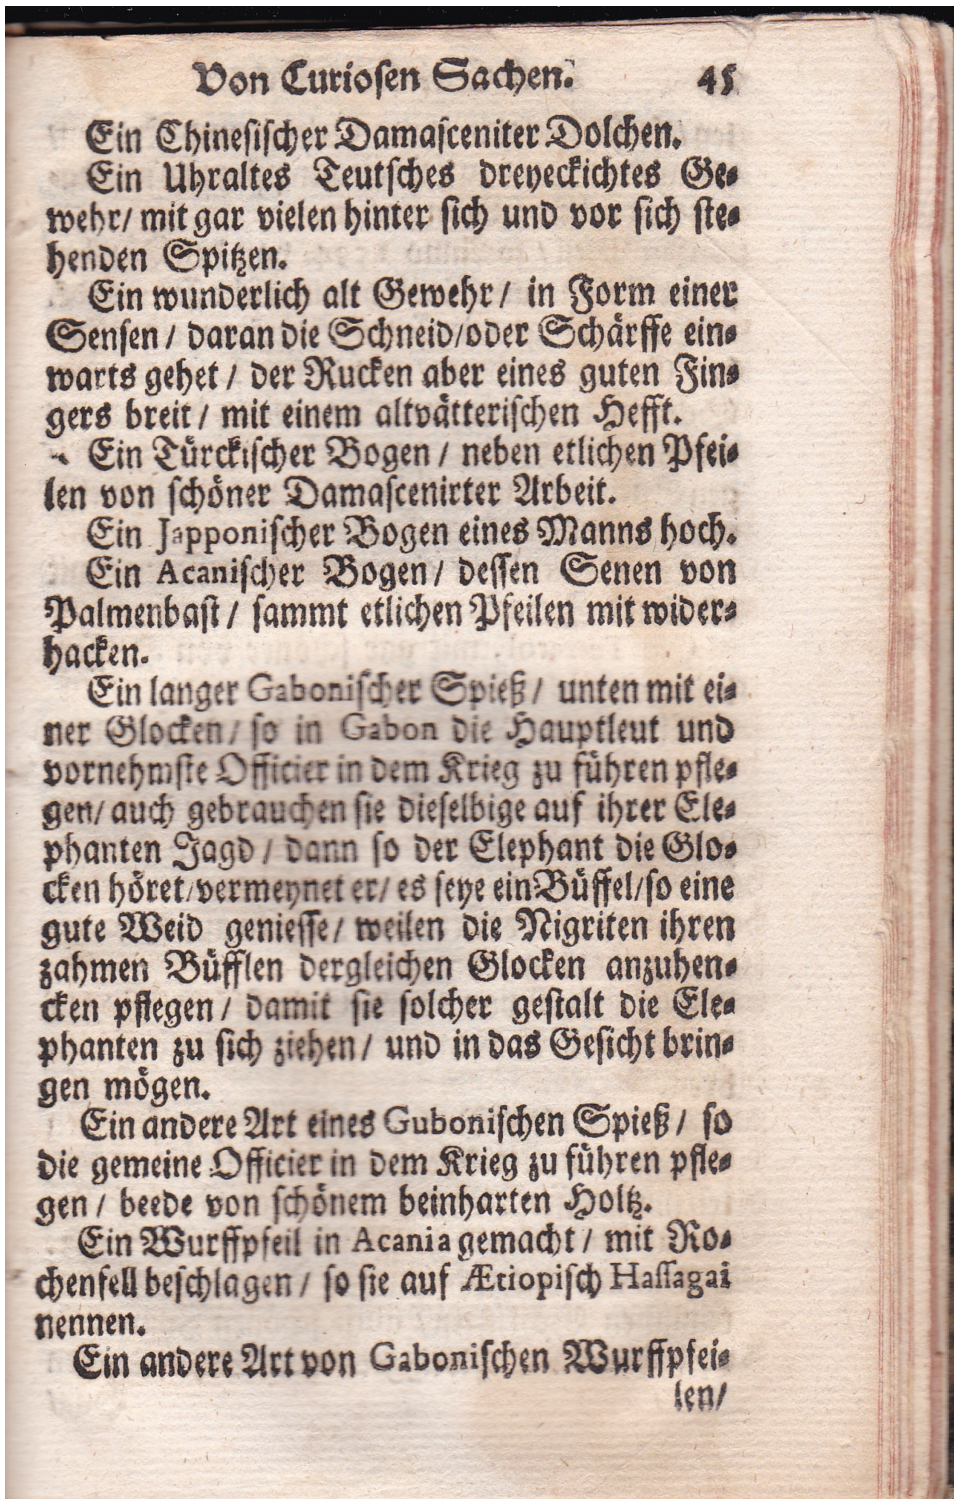 Von Curiosen Sachen. 45
Ein Chinesischer Damasceniter Dolchen.
Ein Uhraltes Teutsches dreyeckichtes Ge-
wehr/ mit gar vielen hinter sich und vor sich ste-
henden Spitzen.
Ein wunderlich alt Gewehr/ in Form einer
Sensen/ daran die Schneid/oder Schärffe ein-
warts gehet/ der Rucken aber eines guten Fin-
gers breit/ mit einem altvätterischen Hefft.
Ein Türckischer Bogen/ neben etlichen Pfei-
len von schöner Damascenirter Arbeit.
Ein Japponischer Bogen eines Manns hoch.
Ein Acanischer Bogen/ dessen Senen von
Palmenbast/ sammt etlichen Pfeilen mit wider-
hacken.
Ein langer Gabonischer Spieß/ unten mit ei-
ner Glocken/ so in Gabon die Hauptleut und
vornehmste Officier in dem Krieg zu führen pfle-
gen/ auch gebrauchen sie dieselbige auf ihrer Ele-
phanten Jagd/ dann so der Elephant die Glo-
cken höret/vermeynet er/ es seye ein Büffel/so eine
gute Weid geniesse/ weilen die Nigriten ihren
zahmen Büfflen dergleichen Glocken anzuhen-
cken pflegen/ damit sie solcher gestalt die Ele-
phanten zu sich ziehen/ und in das Gesicht brin-
gen mögen.
Ein andere Art eines Gubonischen Spieß/ so
die gemeine Officier in dem Krieg zu führen pfle-
gen/ beede von schönem beinharten Holtz.
Ein Wurffpfeil in Acania gemacht/ mit Ro-
chenfell beschlagen/ so sie auf Ætiopisch Hassagai
nennen.
Ein andere Art von Gabonischen Wurffpfei-
len/